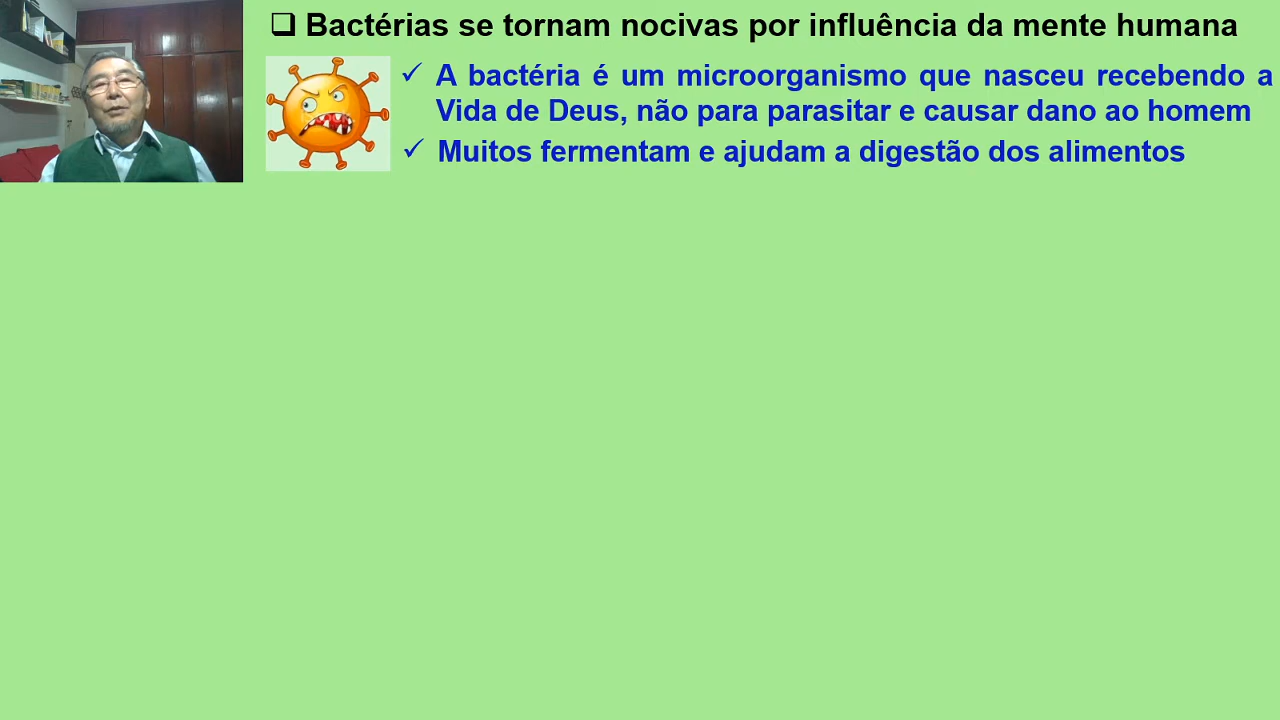 Bactérias se tornam nocivas por influência da mente humana
A bactéria é um microorganismo que nasceu recebendo a
Vida de Deus, não para parasitar e causar dano ao homem
Muitos fermentam e ajudam a digestão dos alimentos